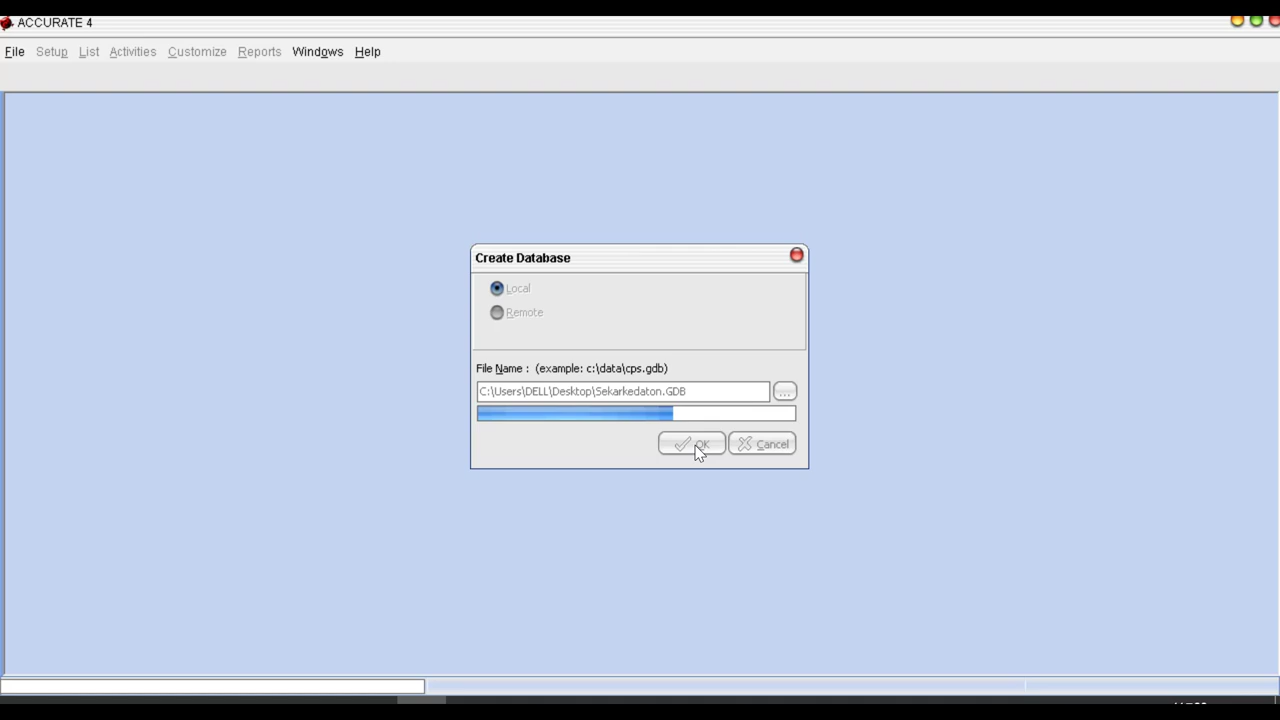 ACCURATE 4
File Setup List Activities Customize Reports Windows Help
Create Database
Local
Remote
File Name : (example: c:\data\cps.gdb)
C:\Users\DELL\Desktop\Sekarkedaton.GDB
...
OK Cancel